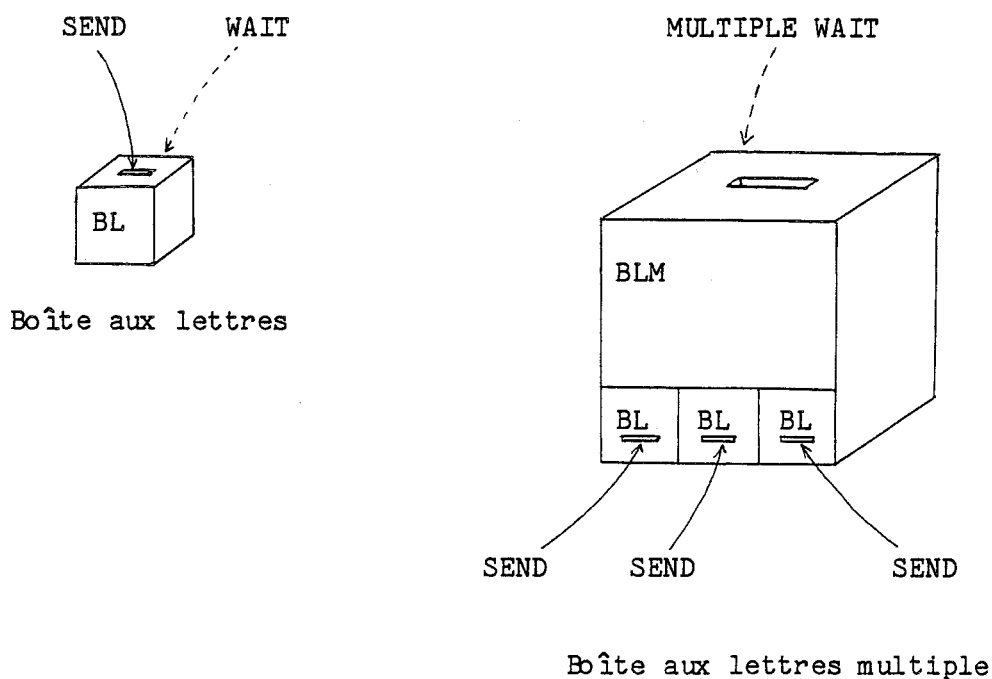 SEND WAIT
MULTIPLE WAIT
BL
Boîte aux lettres
BLM
BL BL BL
SEND SEND SEND
Boîte aux lettres multiple